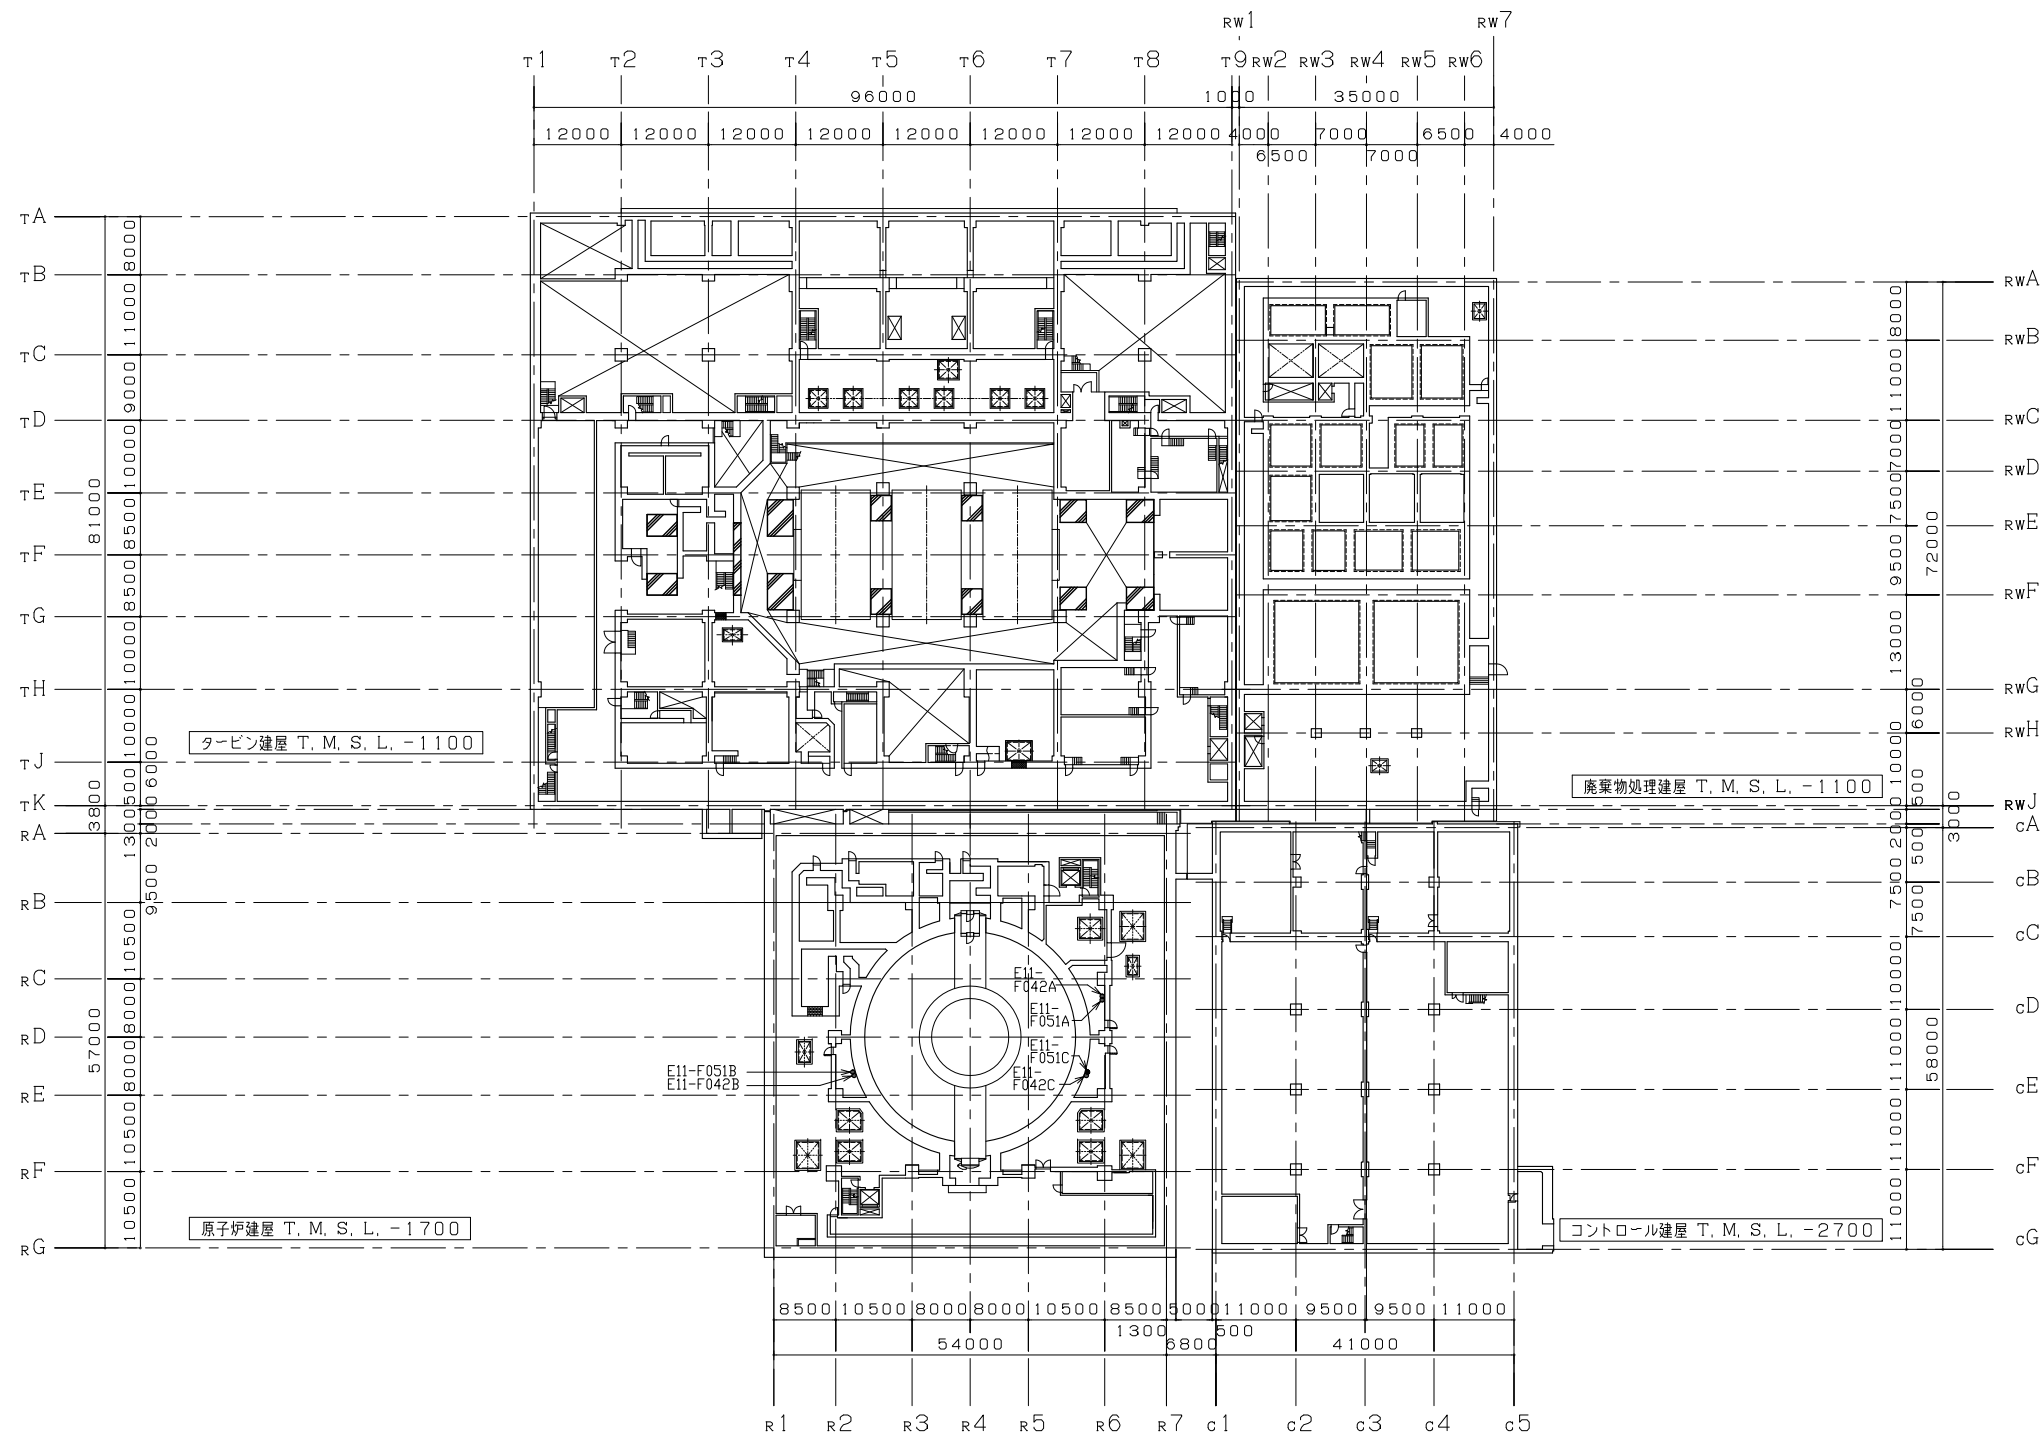 RW1 RW7
T1 T2 T3 T4 T5 T6 T7 T8 T9 RW2 RW3 RW4 RW5 RW6
96000 1000 35000
12000 12000 12000 12000 12000 12000 12000 12000 4000 7000 6500 4000
6500 7000
TA
TB
TC
TD
TE
TF
TG
TH
TJ
TK
RA
RB
RC
RD
RE
RF
RG
8000
11000
9000
10000
8500
8500
10000
10000
6000
500
1300
2000
9500
10500
8000
8000
10500
10500
81000
3800
57000
タービン建屋 T. M. S. L. -1100
原子炉建屋 T. M. S. L. -1700
E11-
F042A
E11-
F051A
E11-
F051C
E11-
F042C
E11-F051B
E11-F042B
廃棄物処理建屋 T. M. S. L. -1100
コントロール建屋 T. M. S. L. -2700
RWA
RWB
RWC
RWD
RWE
RWF
RWG
RWH
RWJ
CA
CB
CC
CD
CE
CF
CG
8000
11000
7000
7500
9500
13000
6000
10000
500
2000
500
7500
7500
10000
11000
11000
11000
72000
3000
58000
8500 10500 8000 8000 10500 8500 5000 11000 9500 9500 11000
1300 500
54000 6800 41000
R1 R2 R3 R4 R5 R6 R7 C1 C2 C3 C4 C5